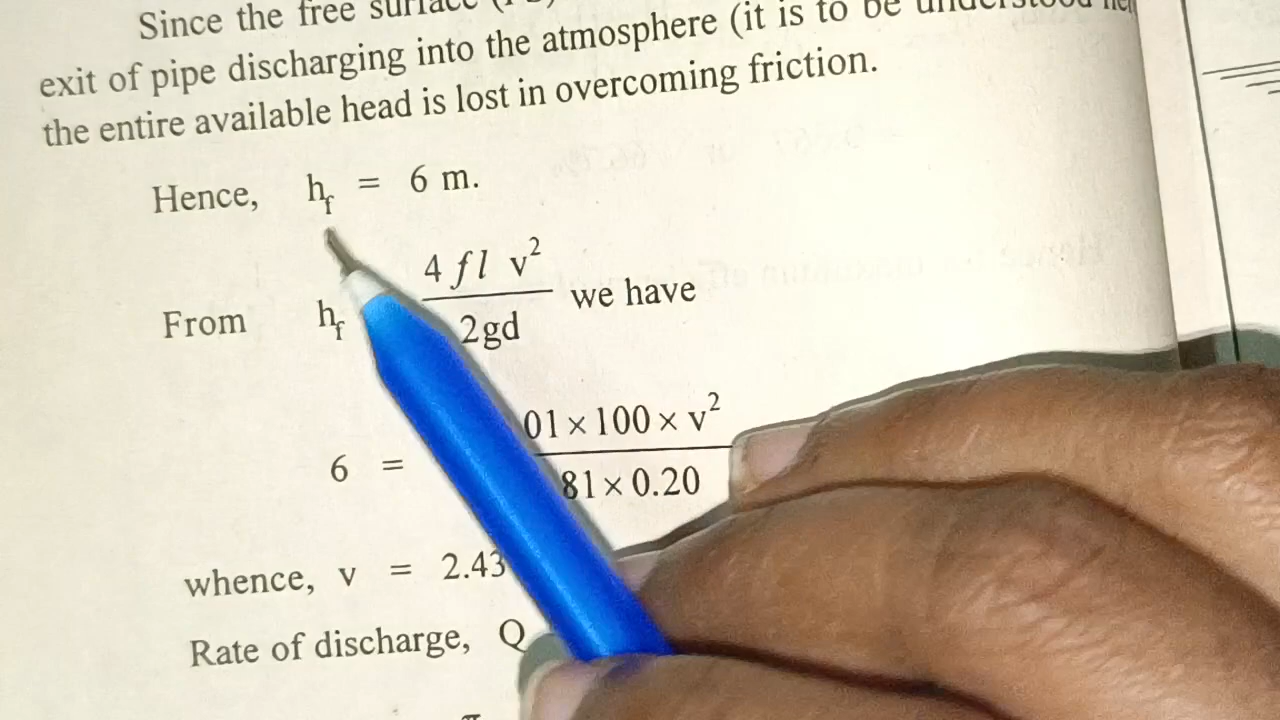 Since the free surface
exit of pipe discharging into the atmosphere (it is to be understood
the entire available head is lost in overcoming friction.
Hence, h_f = 6 m.
From h_f 4 f l v² / 2gd we have
6 = 01 × 100 × v² / 81 × 0.20
whence, v = 2.43
Rate of discharge, Q